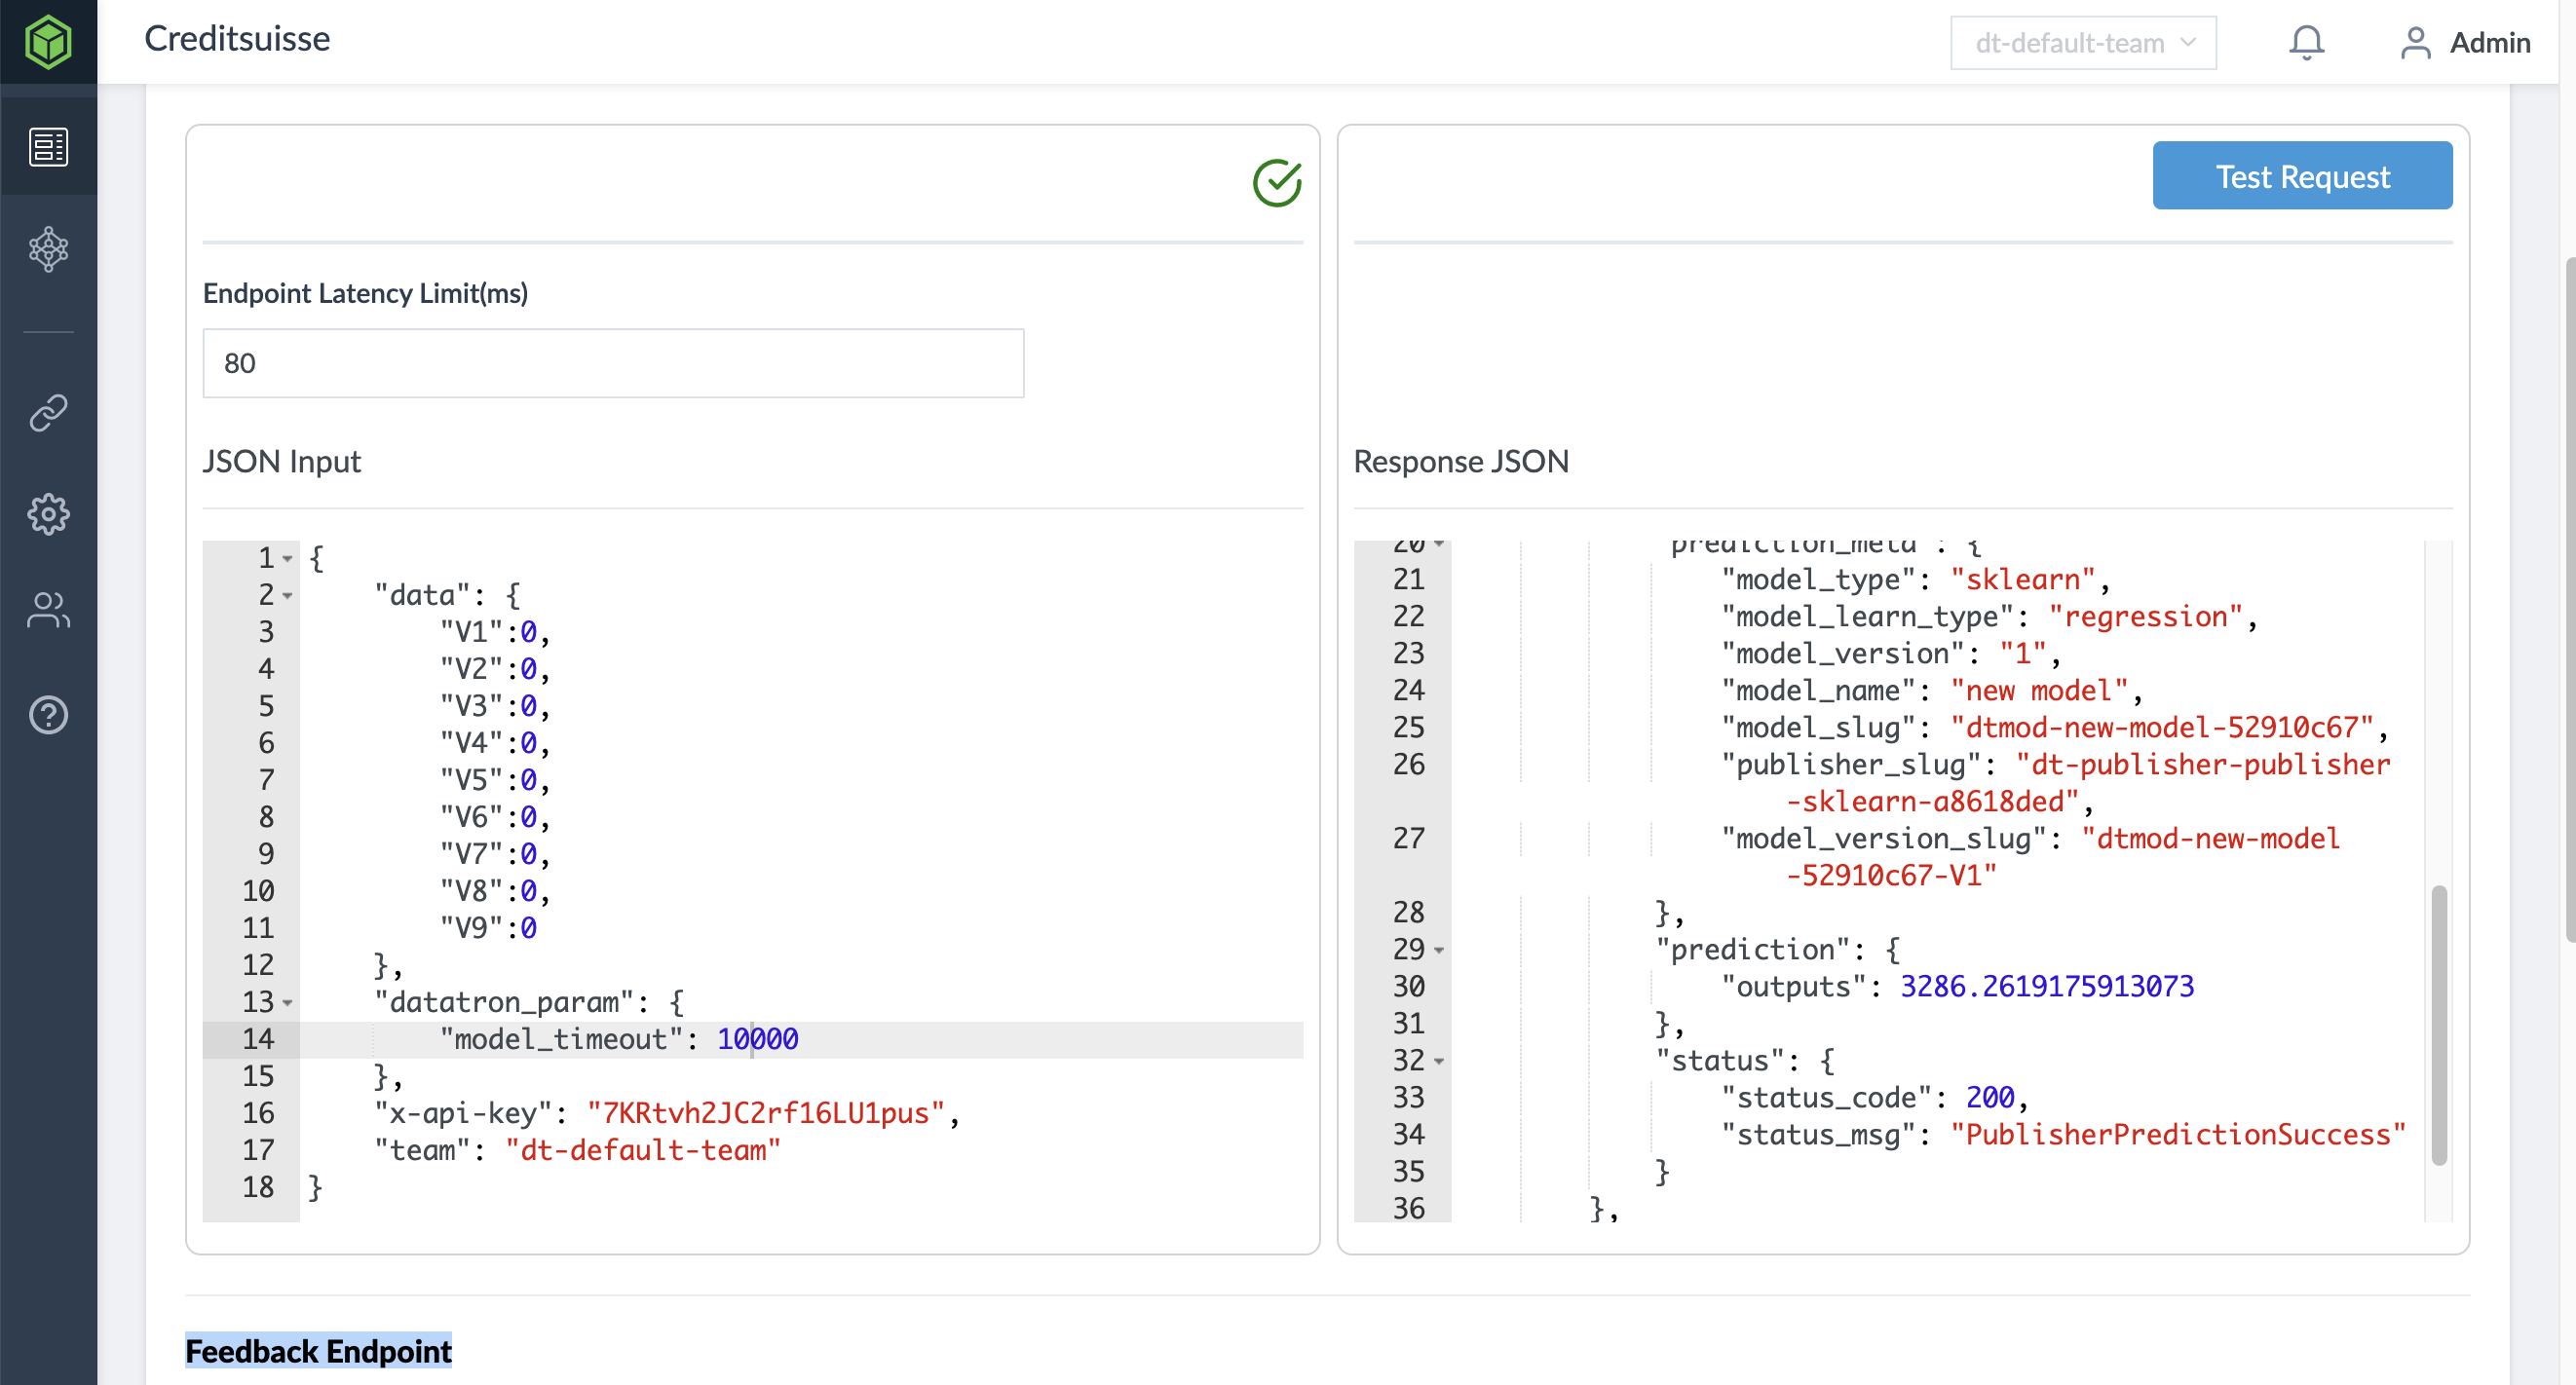 Creditsuisse
dt-default-team
Admin
Test Request
Endpoint Latency Limit(ms)
80
JSON Input
1 {
2 "data": {
3 "V1":0,
4 "V2":0,
5 "V3":0,
6 "V4":0,
7 "V5":0,
8 "V6":0,
9 "V7":0,
10 "V8":0,
11 "V9":0
12 },
13 "datatron_param": {
14 "model_timeout": 10000
15 },
16 "x-api-key": "7KRtvh2JC2rf16LU1pus",
17 "team": "dt-default-team"
18 }
Response JSON
20 prediction_meta : {
21 "model_type": "sklearn",
22 "model_learn_type": "regression",
23 "model_version": "1",
24 "model_name": "new model",
25 "model_slug": "dtmod-new-model-52910c67",
26 "publisher_slug": "dt-publisher-publisher
-sklearn-a8618ded",
27 "model_version_slug": "dtmod-new-model
-52910c67-V1"
28 },
29 "prediction": {
30 "outputs": 3286.2619175913073
31 },
32 "status": {
33 "status_code": 200,
34 "status_msg": "PublisherPredictionSuccess"
35 }
36 },
Feedback Endpoint